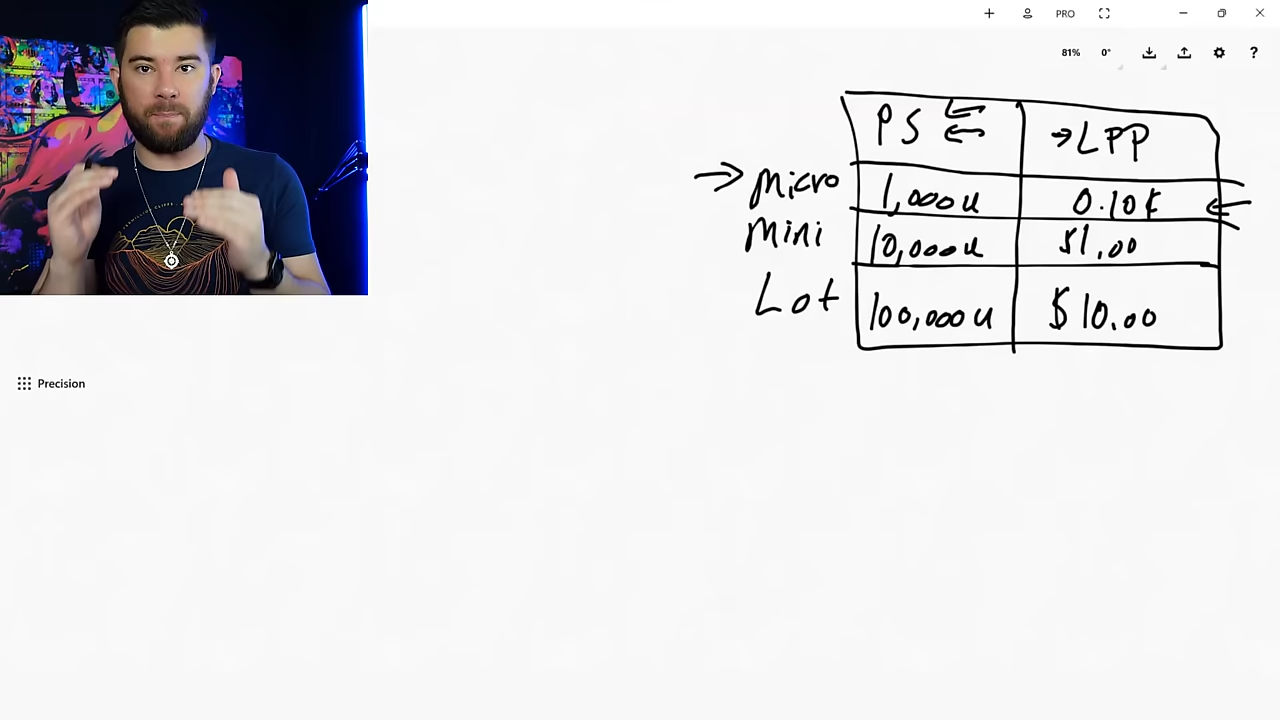 PRO
81% 0° ?
PS LPP
Micro 1,000u 0.10¢
Mini 10,000u $1.00
Lot 100,000u $10.00
Precision